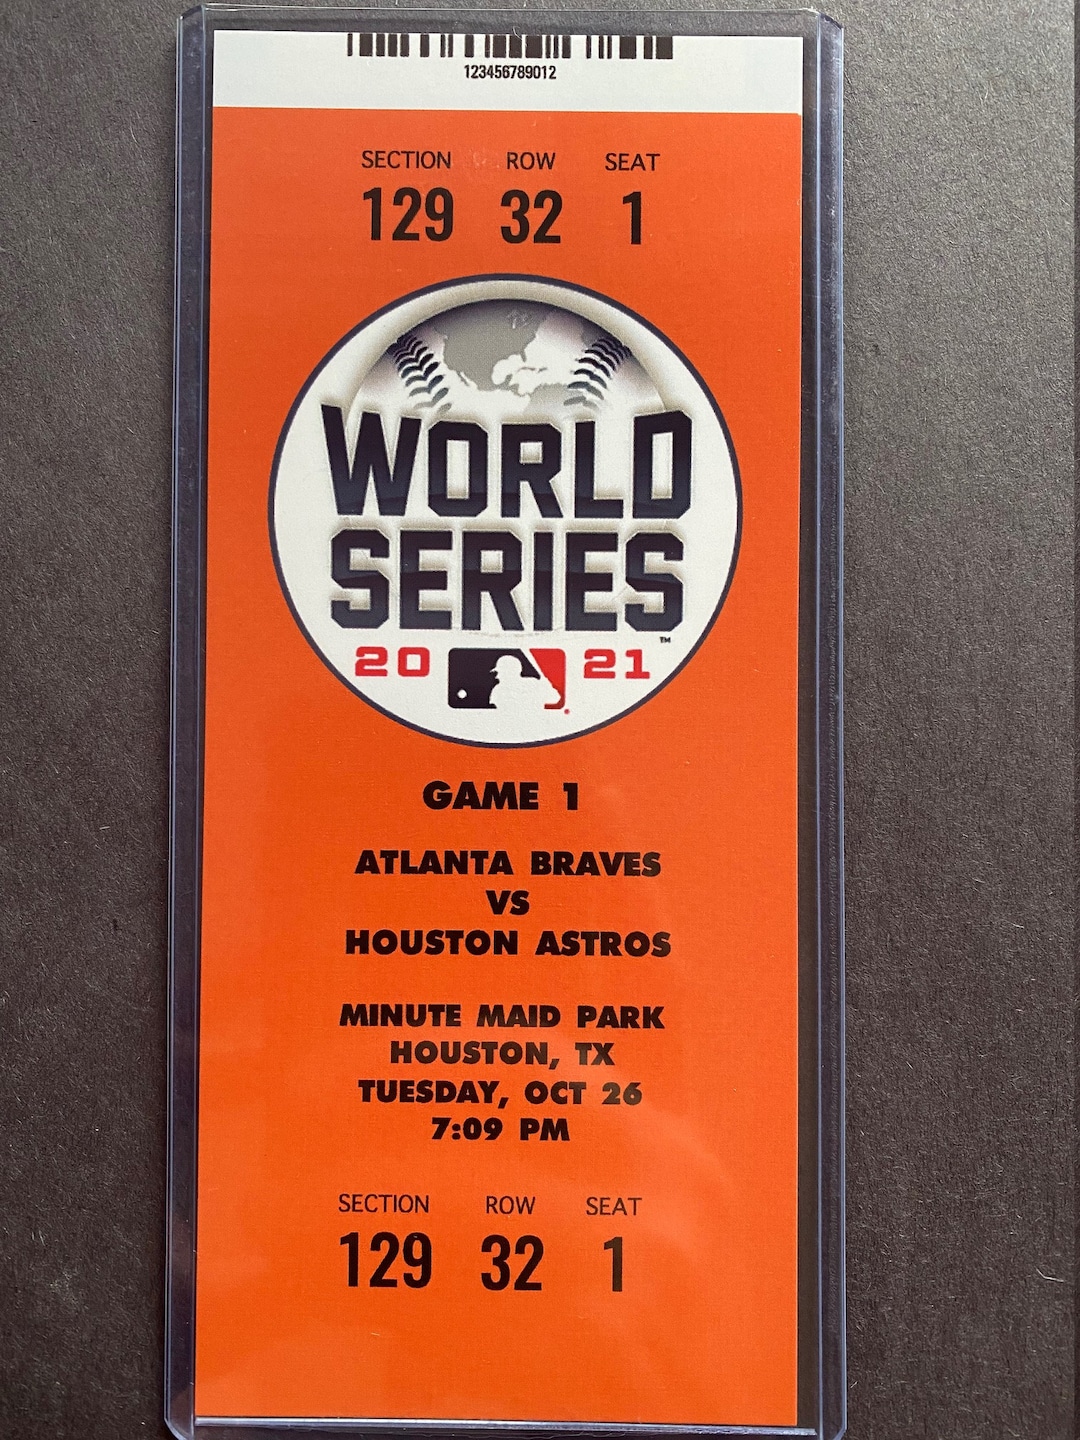 123456789012
SECTION ROW SEAT
129 32 1
WORLD
SERIES
™
20 21
GAME 1
ATLANTA BRAVES
VS
HOUSTON ASTROS
MINUTE MAID PARK
HOUSTON, TX
TUESDAY, OCT 26
7:09 PM
SECTION ROW SEAT
129 32 1